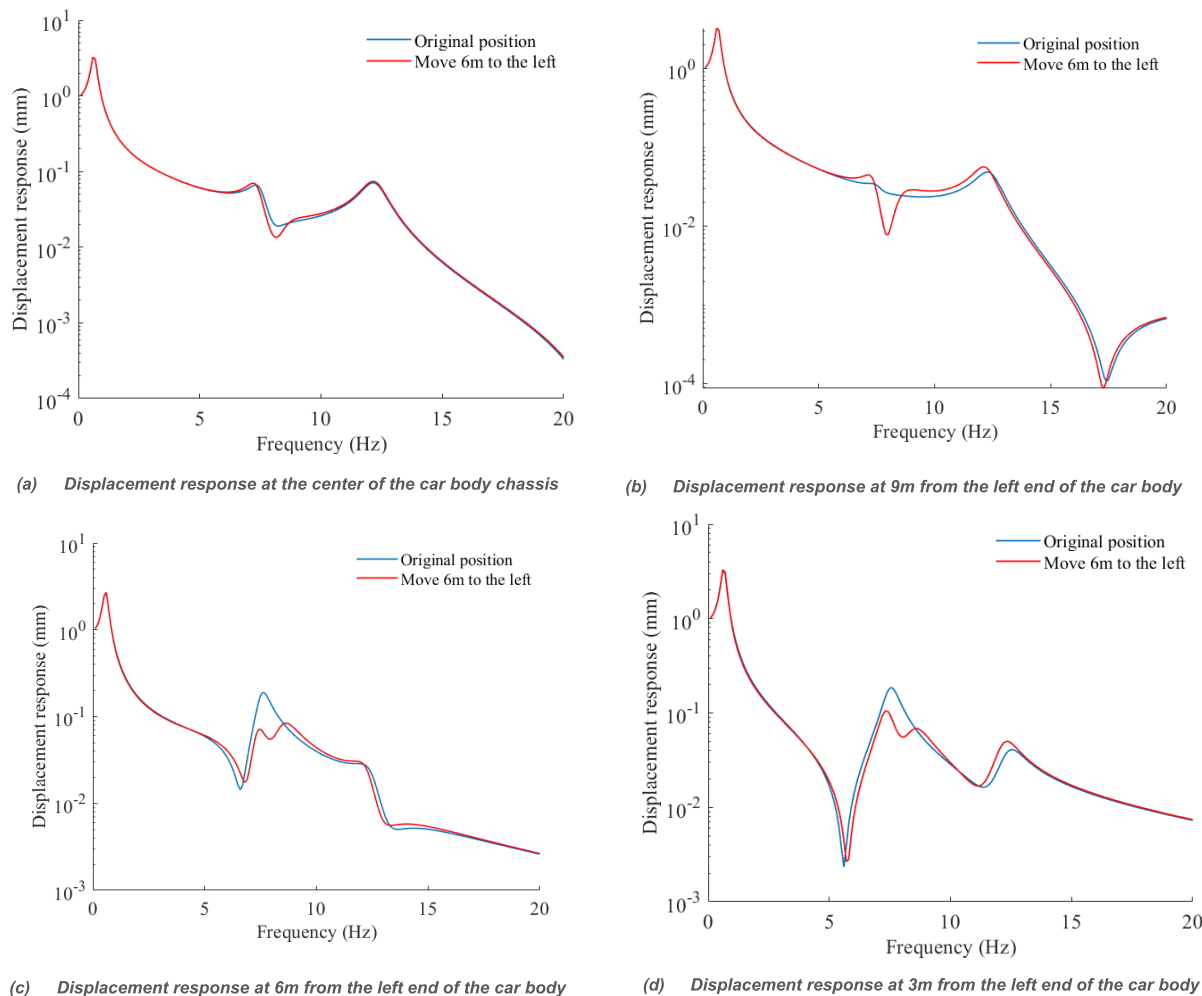 10^1
10^0
10^-1
10^-2
10^-3
10^-4
Displacement response (mm)
Original position
Move 6m to the left
0 5 10 15 20
Frequency (Hz)
(a) Displacement response at the center of the car body chassis
10^0
10^-2
10^-4
Displacement response (mm)
Original position
Move 6m to the left
0 5 10 15 20
Frequency (Hz)
(b) Displacement response at 9m from the left end of the car body
10^1
10^0
10^-1
10^-2
10^-3
Displacement response (mm)
Original position
Move 6m to the left
0 5 10 15 20
Frequency (Hz)
(c) Displacement response at 6m from the left end of the car body
10^1
10^0
10^-1
10^-2
10^-3
Displacement response (mm)
Original position
Move 6m to the left
0 5 10 15 20
Frequency (Hz)
(d) Displacement response at 3m from the left end of the car body